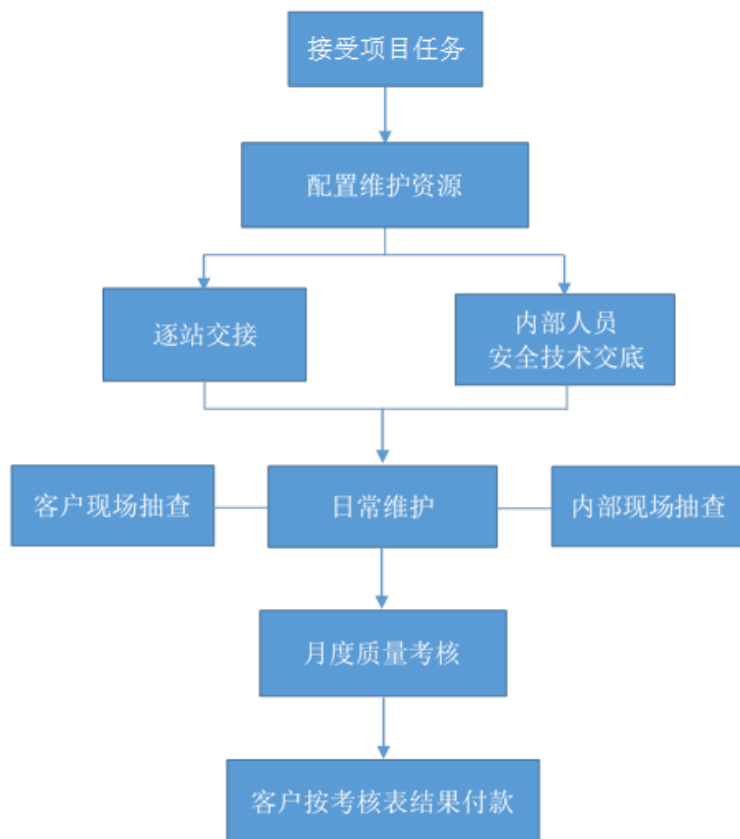 接受项目任务
配置维护资源
逐站交接
内部人员
安全技术交底
客户现场抽查
日常维护
内部现场抽查
月度质量考核
客户按考核表结果付款